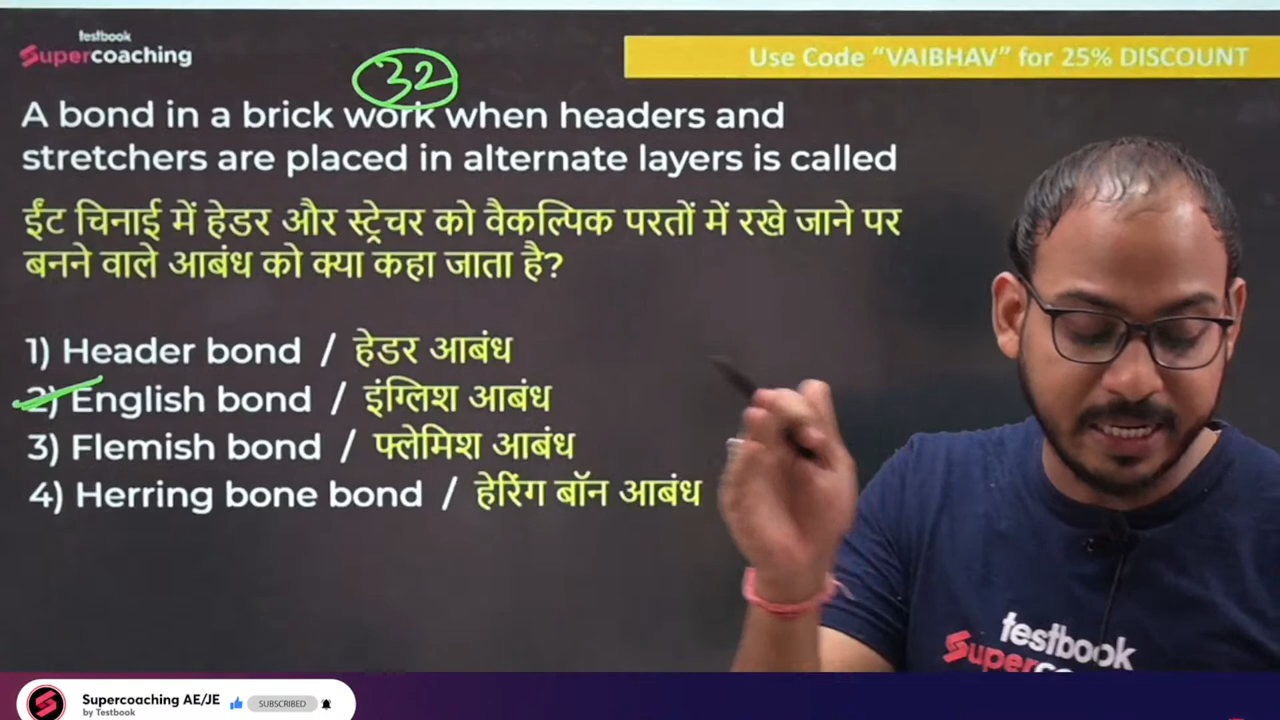 testbook
Supercoaching
Use Code “VAIBHAV” for 25% DISCOUNT
32
A bond in a brick work when headers and
stretchers are placed in alternate layers is called
ईंट चिनाई में हेडर और स्ट्रेचर को वैकल्पिक परतों में रखे जाने पर
बनने वाले आबंध को क्या कहा जाता है?
1) Header bond / हेडर आबंध
2) English bond / इंग्लिश आबंध
3) Flemish bond / फ्लेमिश आबंध
4) Herring bone bond / हेरिंग बॉन आबंध
testbook
Superco
Supercoaching AE/JE
by Testbook
SUBSCRIBED